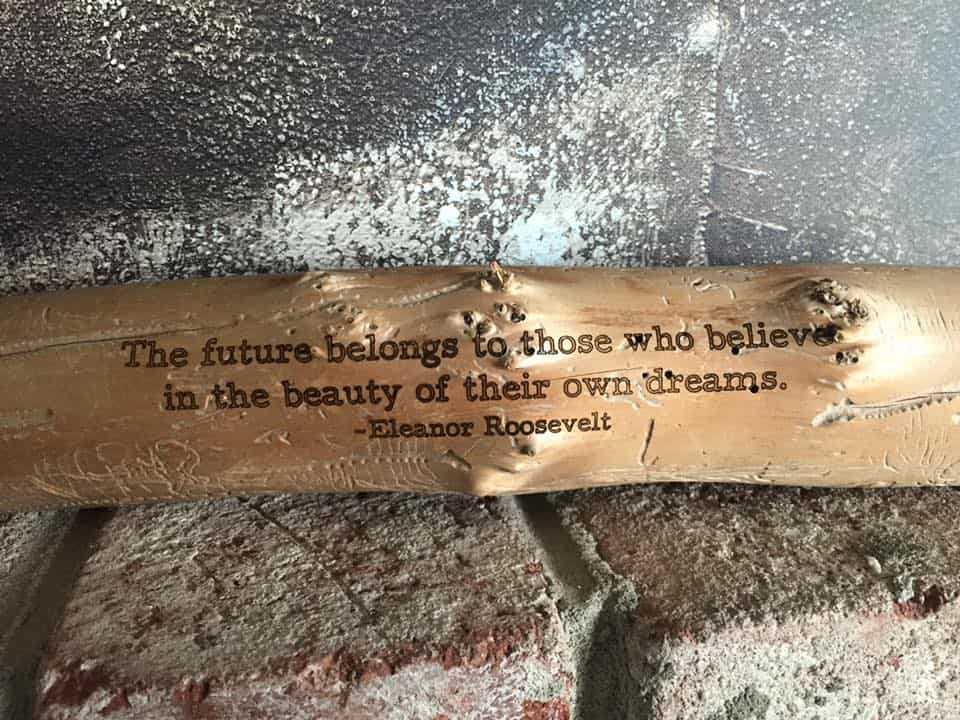 The future belongs to those who believe
in the beauty of their own dreams.
-Eleanor Roosevelt